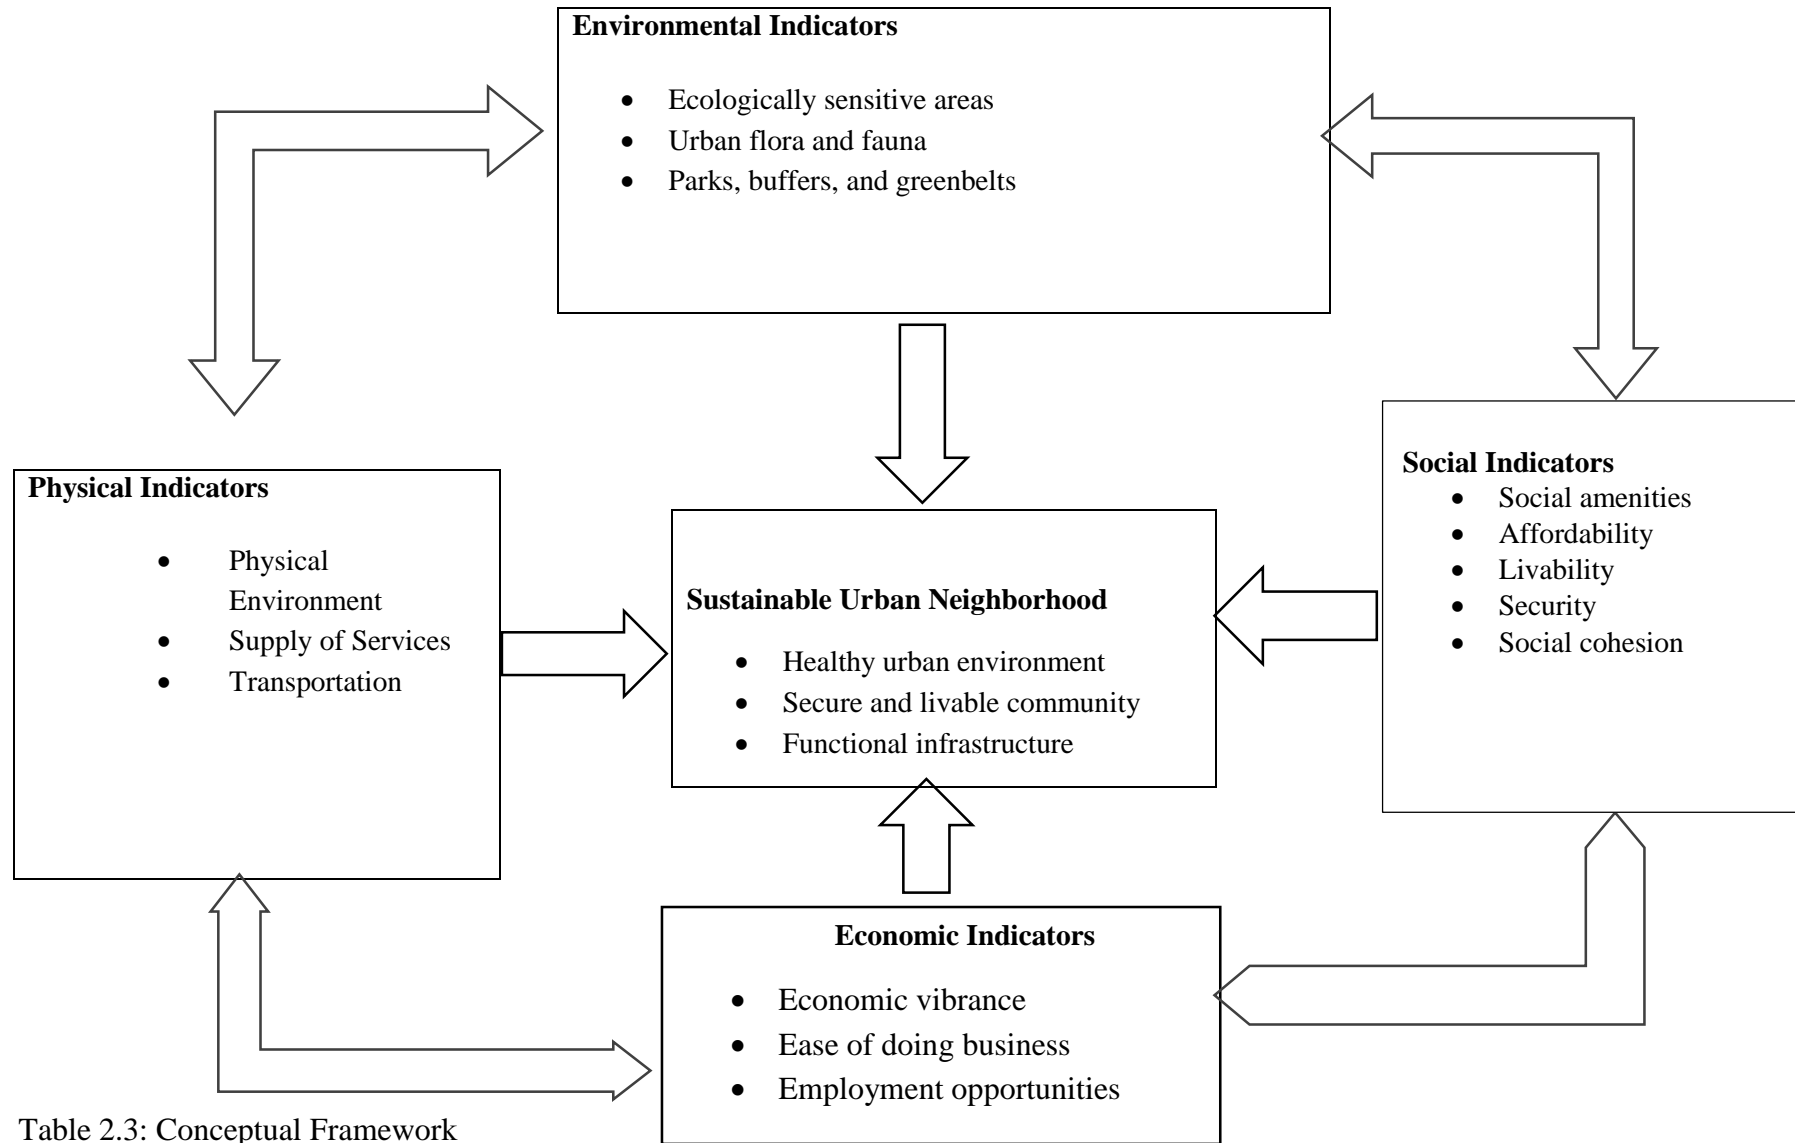 Environmental Indicators
• Ecologically sensitive areas
• Urban flora and fauna
• Parks, buffers, and greenbelts
Physical Indicators
• Physical
Environment
• Supply of Services
• Transportation
Sustainable Urban Neighborhood
• Healthy urban environment
• Secure and livable community
• Functional infrastructure
Social Indicators
• Social amenities
• Affordability
• Livability
• Security
• Social cohesion
Economic Indicators
• Economic vibrance
• Ease of doing business
• Employment opportunities
Table 2.3: Conceptual Framework